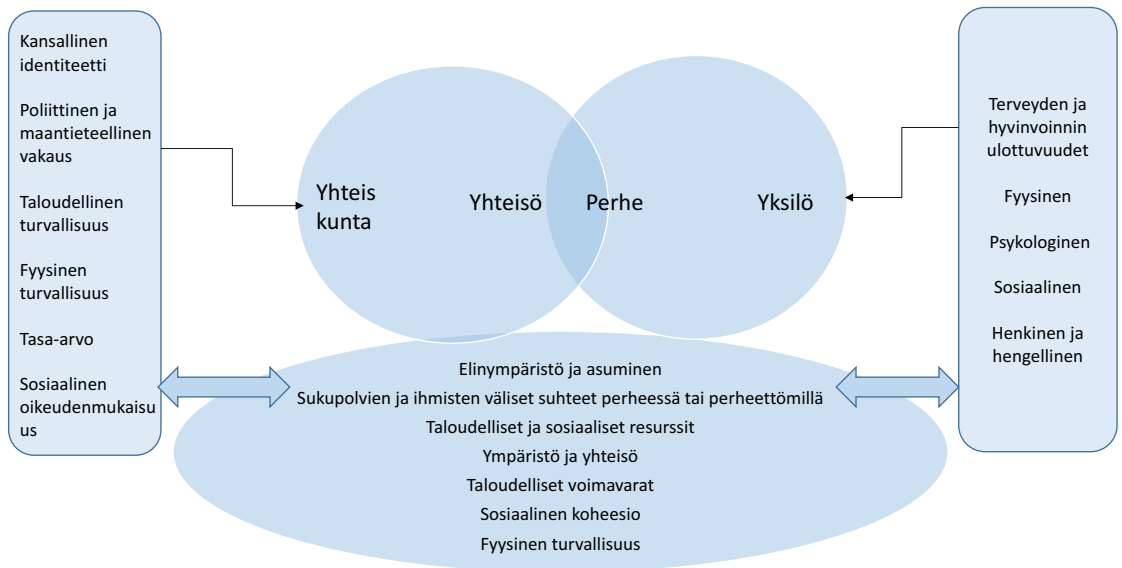 Kansallinen
identiteetti
Poliittinen ja
maantieteellinen
vakaus
Taloudellinen
turvallisuus
Fyysinen
turvallisuus
Tasa-arvo
Sosiaalinen
oikeudenmukaisu
us
Yhteis
kunta
Yhteisö
Perhe
Yksilö
Terveyden ja
hyvinvoinnin
ulottuvuudet
Fyysinen
Psykologinen
Sosiaalinen
Henkinen ja
hengellinen
Elinympäristö ja asuminen
Sukupolvien ja ihmisten väliset suhteet perheessä tai perheettömillä
Taloudelliset ja sosiaaliset resurssit
Ympäristö ja yhteisö
Taloudelliset voimavarat
Sosiaalinen koheesio
Fyysinen turvallisuus